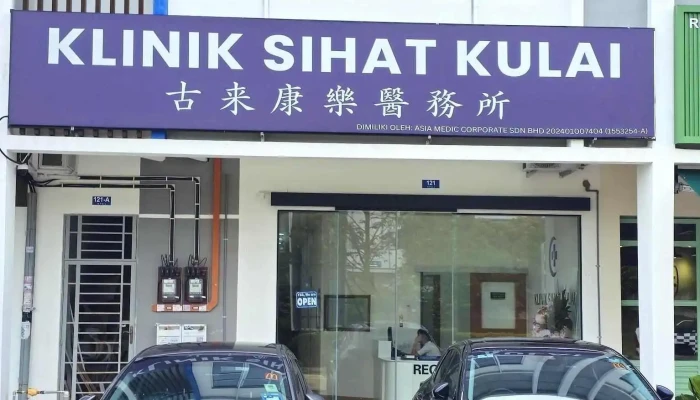 KLINIK SIHAT KULAI
古来康樂醫務所
DIMILIKI OLEH: ASIA MEDIC CORPORATE SDN BHD 202401007404 (1553254-A)
121-A
121
OPEN